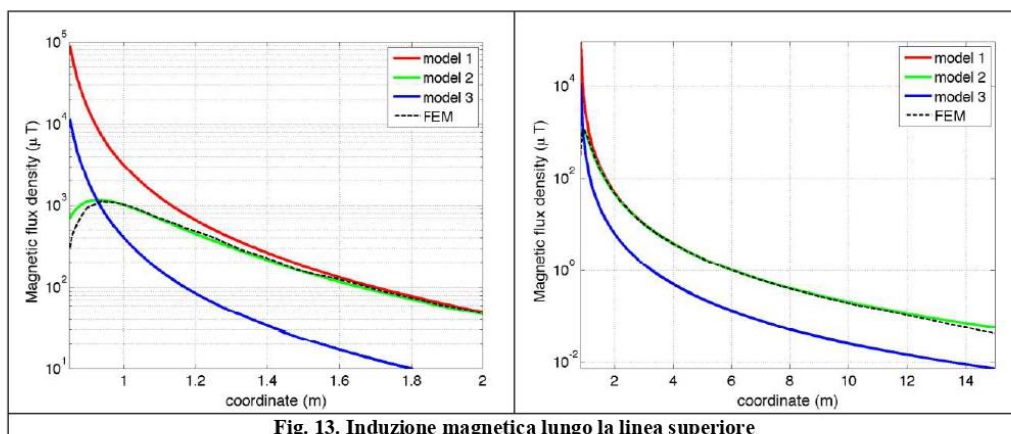 10^5
10^4
10^3
10^2
10^1
Magnetic flux density (μ T)
model 1
model 2
model 3
FEM
1 1.2 1.4 1.6 1.8 2
coordinate (m)
10^4
10^2
10^0
10^-2
Magnetic flux density (μ T)
model 1
model 2
model 3
FEM
2 4 6 8 10 12 14
coordinate (m)
Fig. 13. Induzione magnetica lungo la linea superiore